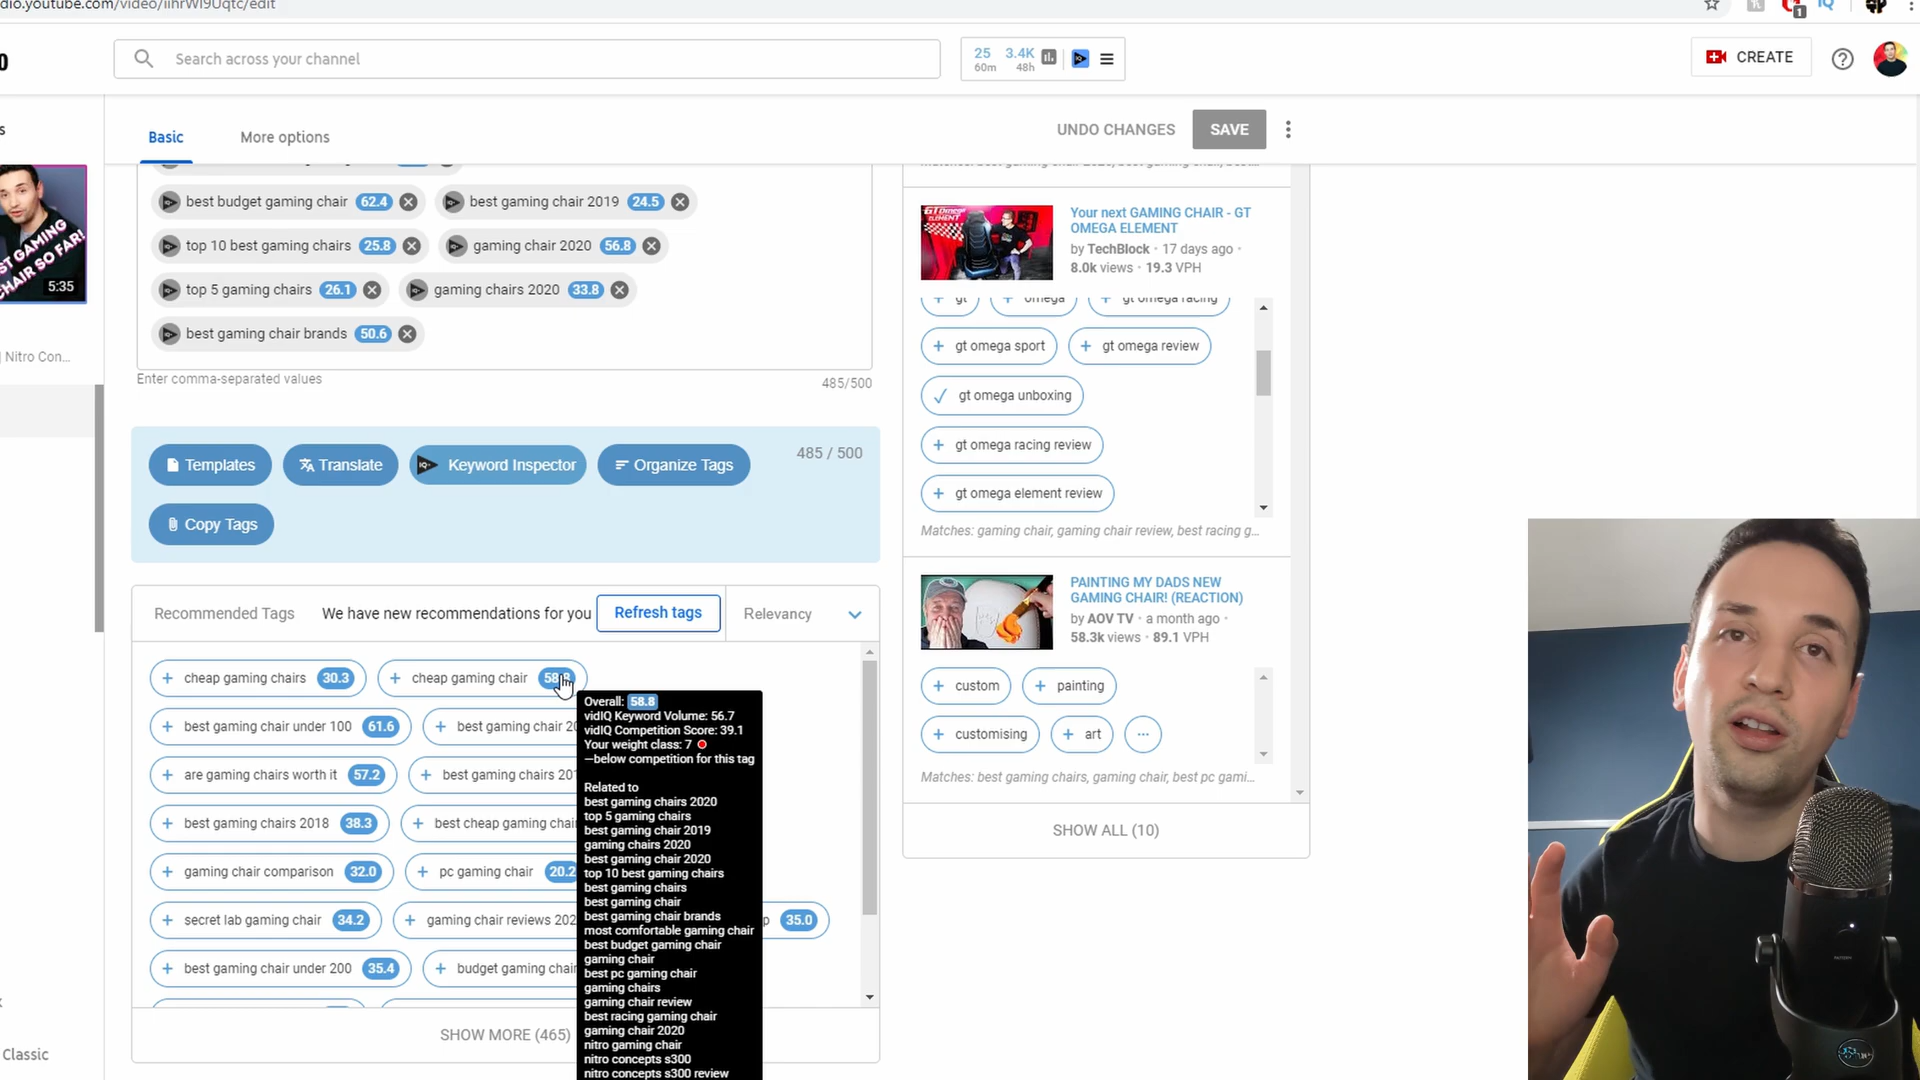 dio.youtube.com/video/iihrWI9Uqtc/edit
Search across your channel
25
60m
3.4K
48h
CREATE
Basic
More options
UNDO CHANGES
SAVE
best budget gaming chair 62.4
best gaming chair 2019 24.5
top 10 best gaming chairs 25.8
gaming chair 2020 56.8
top 5 gaming chairs 26.1
gaming chairs 2020 33.8
best gaming chair brands 50.6
Enter comma-separated values
485/500
Templates
Translate
Keyword Inspector
Organize Tags
485 / 500
Copy Tags
Recommended Tags
We have new recommendations for you
Refresh tags
Relevancy
+ cheap gaming chairs 30.3
+ cheap gaming chair 58.8
+ best gaming chair under 100 61.6
+ best gaming chair 20
+ are gaming chairs worth it 57.2
+ best gaming chairs 201
+ best gaming chairs 2018 38.3
+ best cheap gaming chair
+ gaming chair comparison 32.0
+ pc gaming chair 20.2
+ secret lab gaming chair 34.2
+ gaming chair reviews 202
p 35.0
+ best gaming chair under 200 35.4
+ budget gaming chair
SHOW MORE (465)
Overall: 58.8
vidIQ Keyword Volume: 56.7
vidIQ Competition Score: 39.1
Your weight class: 7
—below competition for this tag
Related to
best gaming chairs 2020
top 5 gaming chairs
best gaming chair 2019
gaming chairs 2020
best gaming chair 2020
top 10 best gaming chairs
best gaming chairs
best gaming chair
best gaming chair brands
most comfortable gaming chair
best budget gaming chair
gaming chair
best pc gaming chair
gaming chairs
gaming chair review
best racing gaming chair
gaming chair 2020
nitro gaming chair
nitro concepts s300
nitro concepts s300 review
Your next GAMING CHAIR - GT
OMEGA ELEMENT
by TechBlock · 17 days ago ·
8.0k views · 19.3 VPH
+ gt
+ omega
+ gt omega racing
+ gt omega sport
+ gt omega review
✓ gt omega unboxing
+ gt omega racing review
+ gt omega element review
Matches: gaming chair, gaming chair review, best racing g...
PAINTING MY DADS NEW
GAMING CHAIR! (REACTION)
by AOV TV · a month ago ·
58.3k views · 89.1 VPH
+ custom
+ painting
+ customising
+ art
...
Matches: best gaming chairs, gaming chair, best pc gami...
SHOW ALL (10)
ST GAMING
CHAIR SO FAR!
5:35
| Nitro Con...
Classic